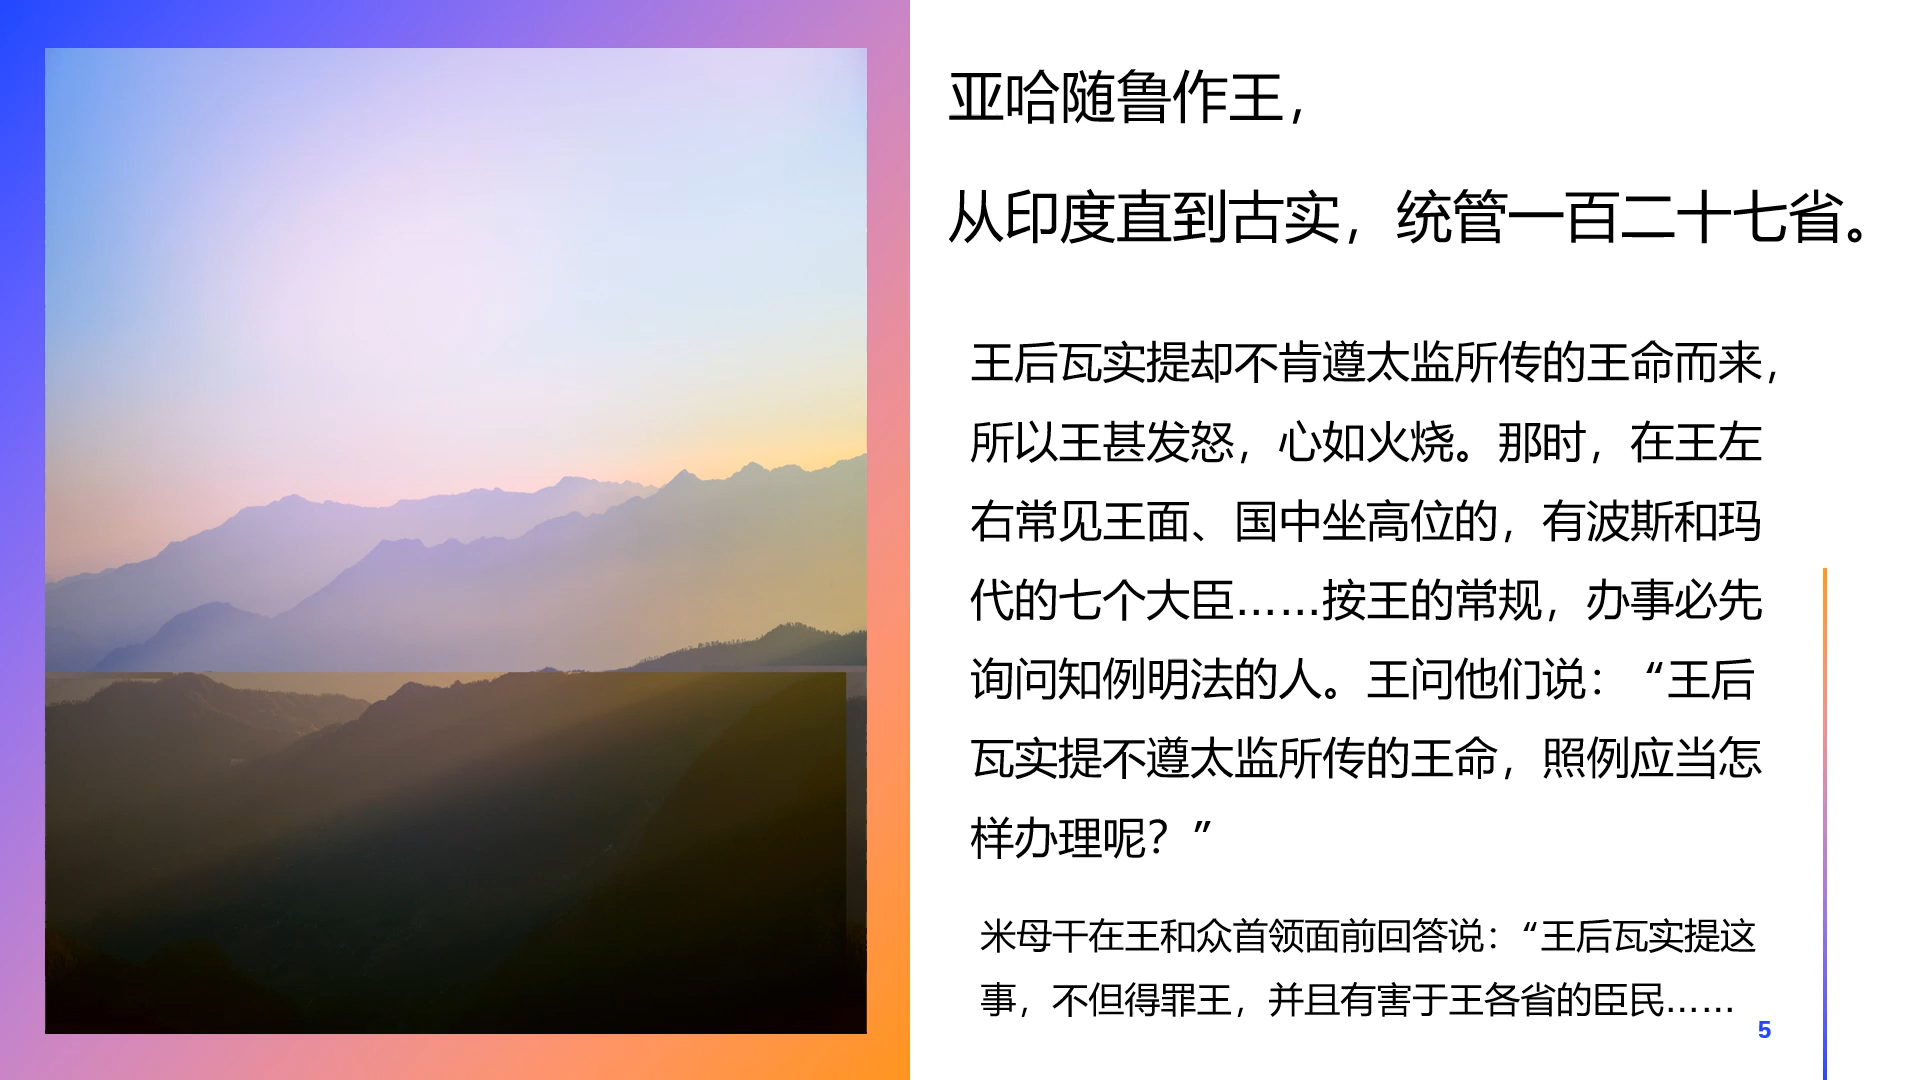 亚哈随鲁作王，
从印度直到古实，统管一百二十七省。
王后瓦实提却不肯遵太监所传的王命而来，
所以王甚发怒，心如火烧。那时，在王左
右常见王面、国中坐高位的，有波斯和玛
代的七个大臣……按王的常规，办事必先
询问知例明法的人。王问他们说：“王后
瓦实提不遵太监所传的王命，照例应当怎
样办理呢？”
米母干在王和众首领面前回答说：“王后瓦实提这
事，不但得罪王，并且有害于王各省的臣民……
5